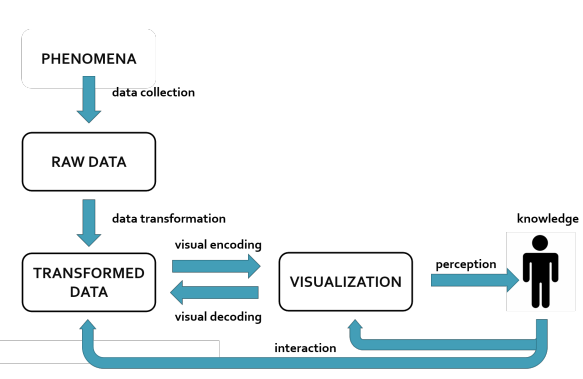 PHENOMENA
data collection
RAW DATA
data transformation
knowledge
visual encoding
perception
TRANSFORMED
DATA
VISUALIZATION
visual decoding
interaction